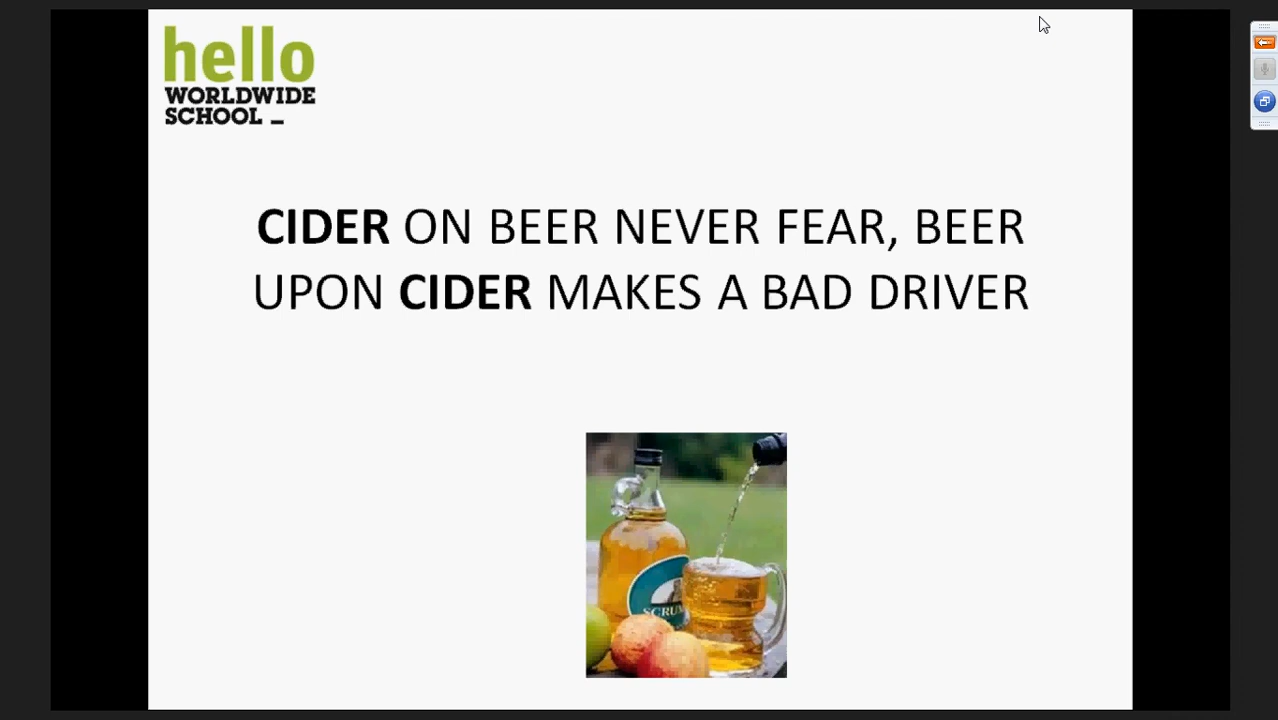 hello
WORLDWIDE
SCHOOL _
CIDER ON BEER NEVER FEAR, BEER
UPON CIDER MAKES A BAD DRIVER